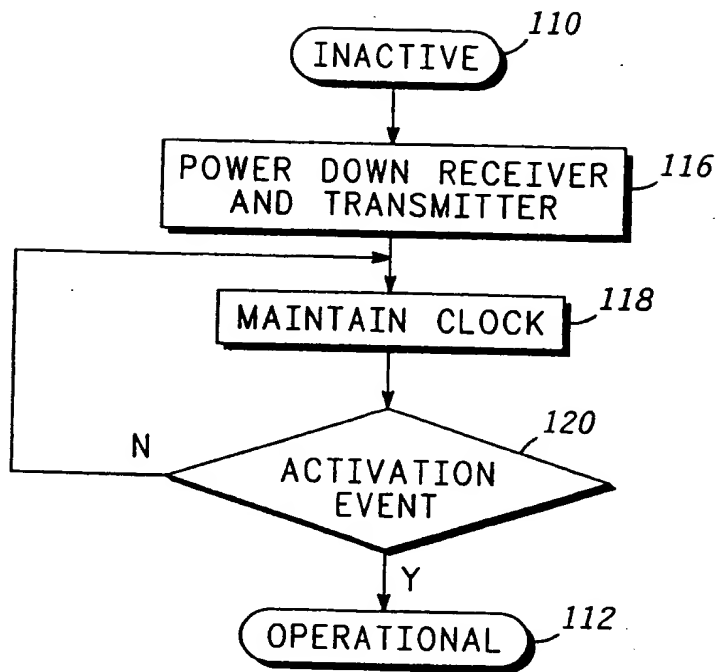 INACTIVE
110
POWER DOWN RECEIVER
AND TRANSMITTER
116
MAINTAIN CLOCK
118
N
ACTIVATION
EVENT
120
Y
OPERATIONAL
112